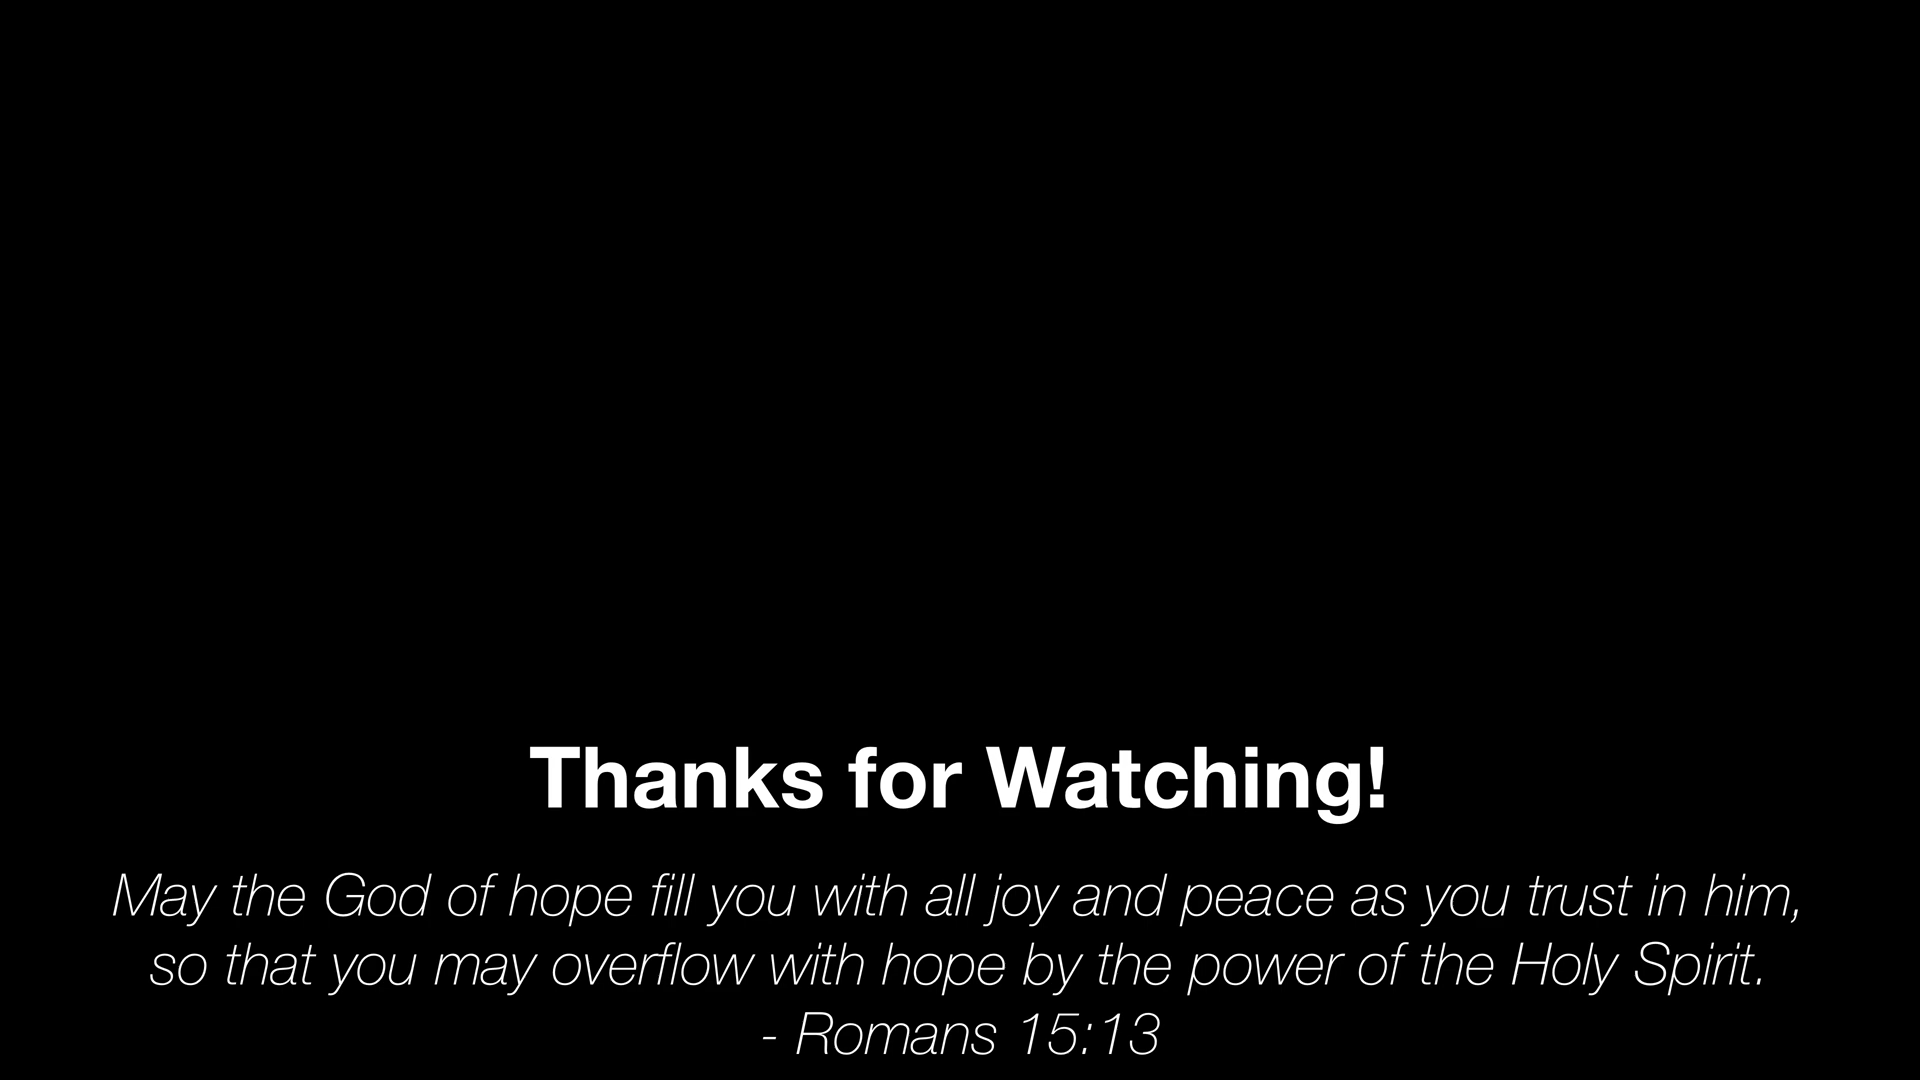 Thanks for Watching!
May the God of hope fill you with all joy and peace as you trust in him,
so that you may overflow with hope by the power of the Holy Spirit.
- Romans 15:13